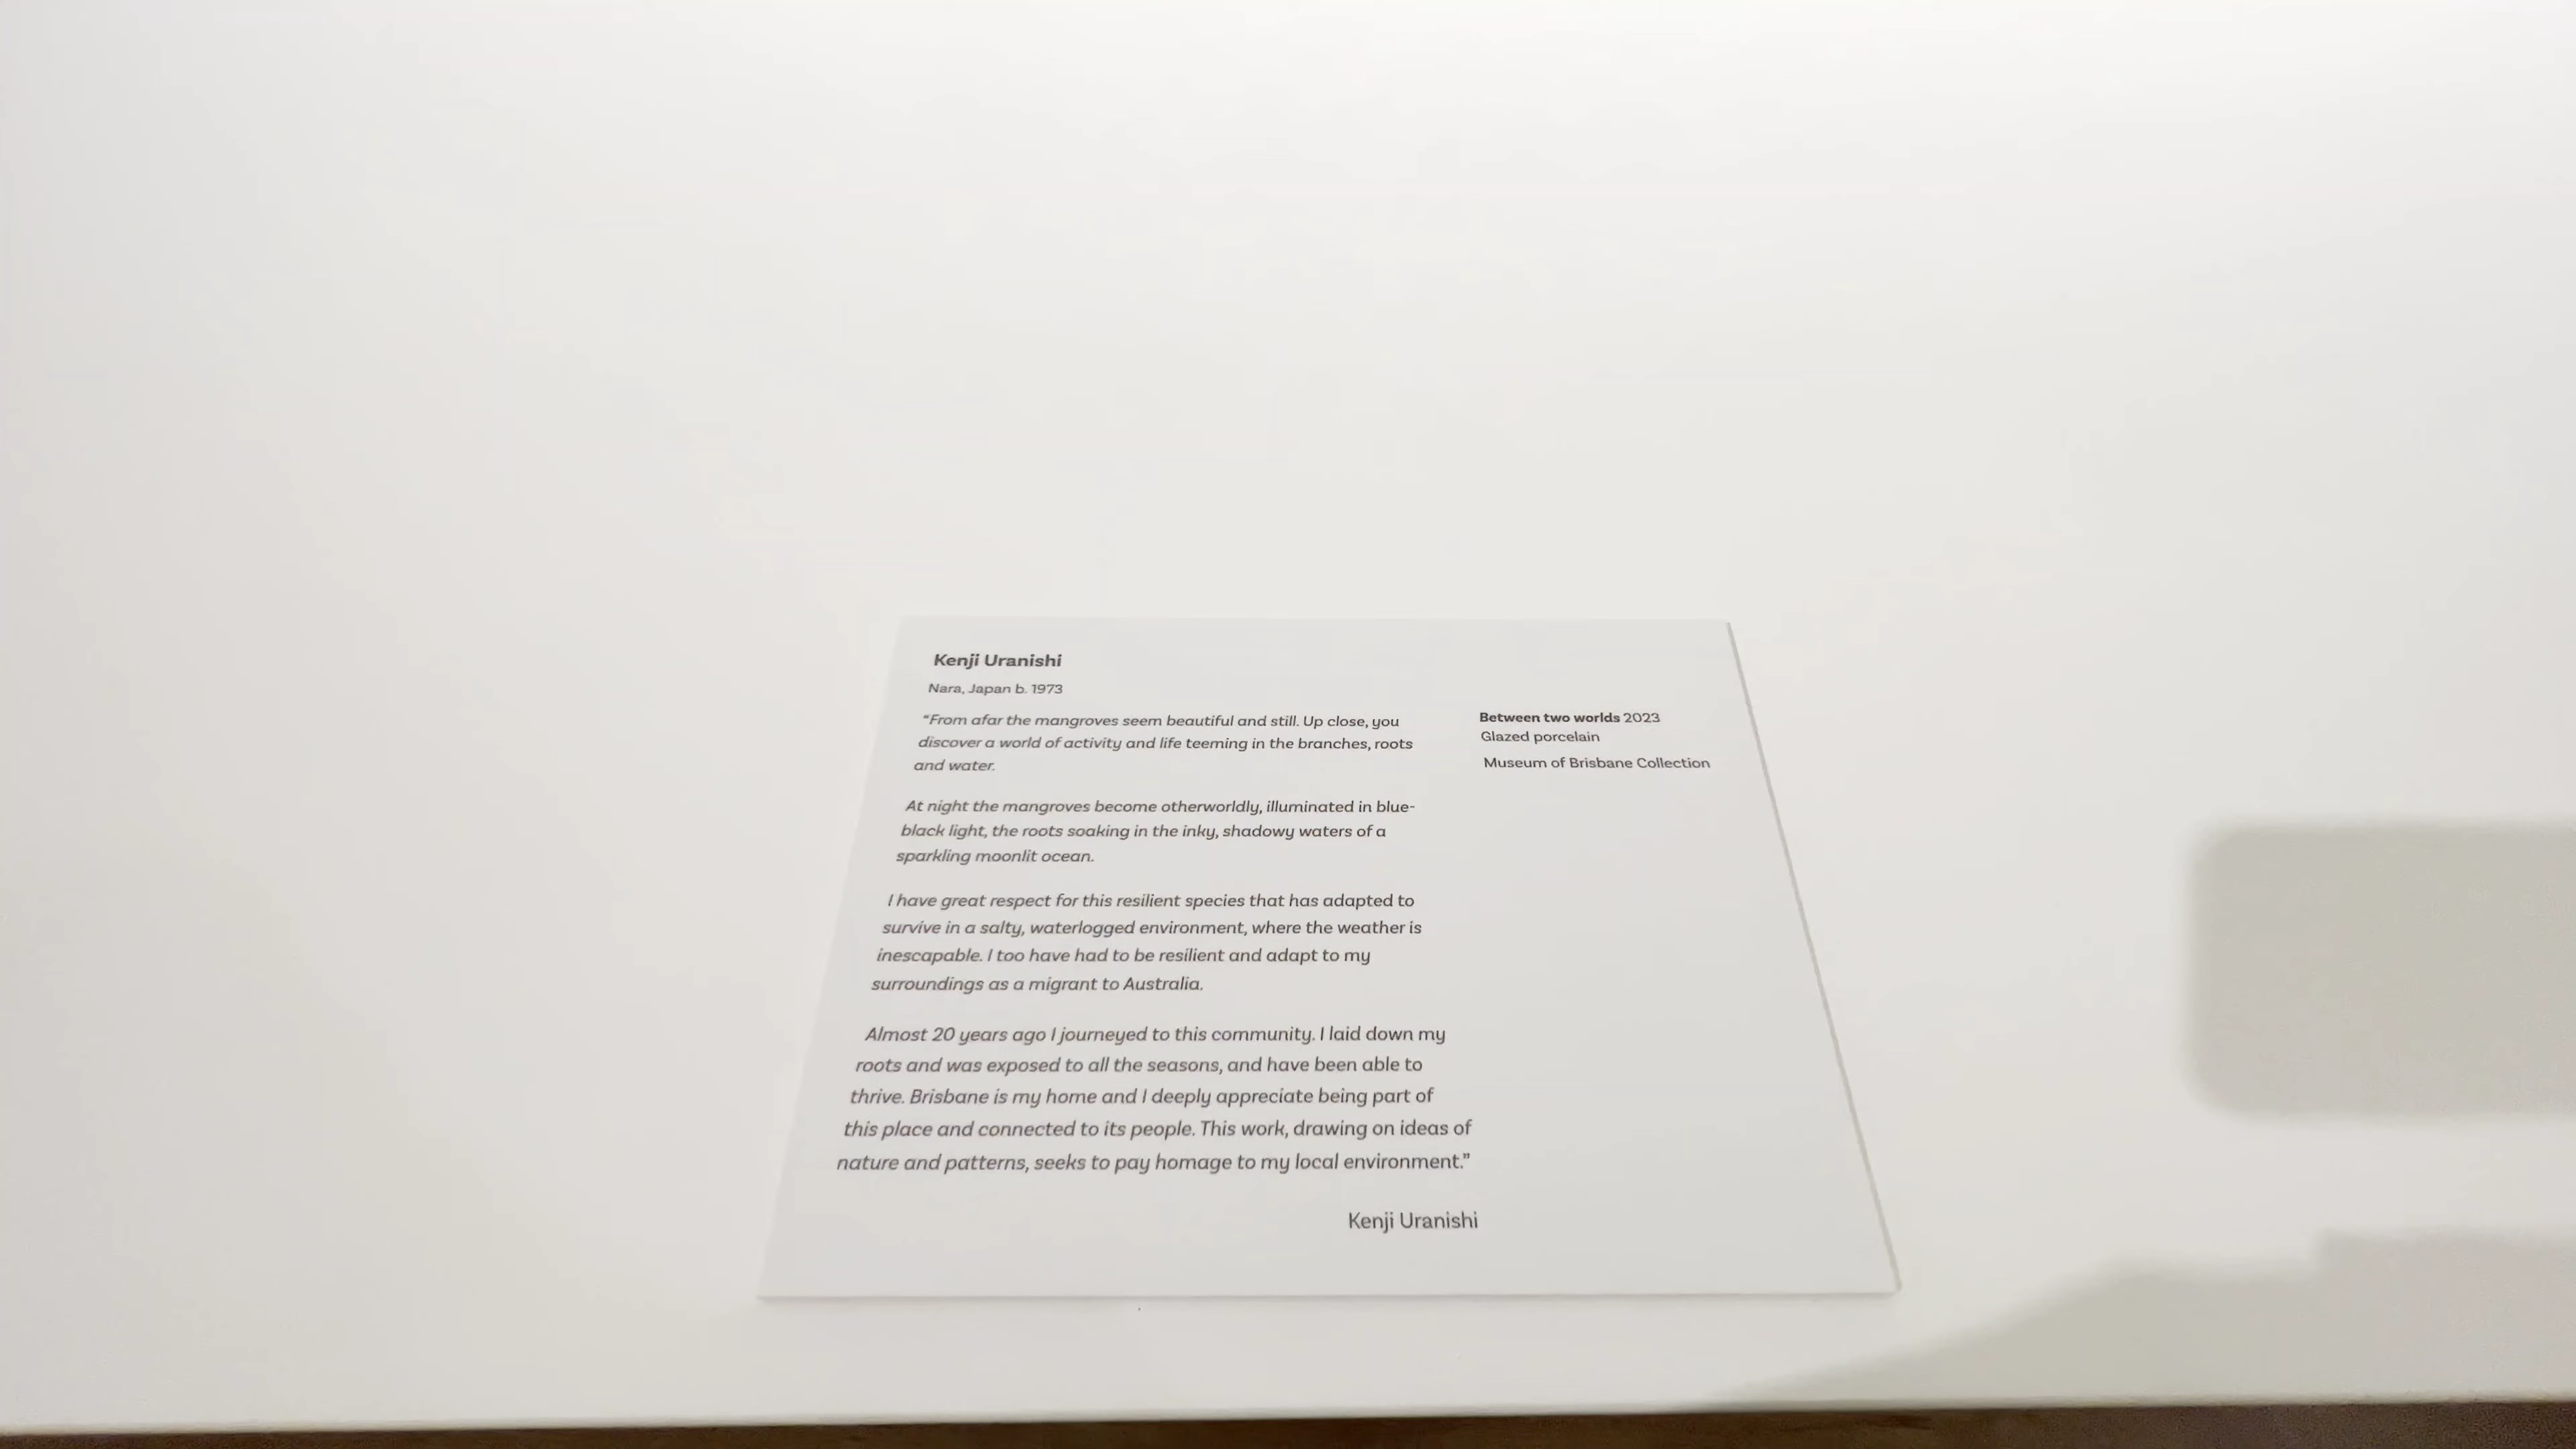 Kenji Uranishi
Nara, Japan b. 1973
“From afar the mangroves seem beautiful and still. Up close, you
discover a world of activity and life teeming in the branches, roots
and water.
At night the mangroves become otherworldly, illuminated in blue-
black light, the roots soaking in the inky, shadowy waters of a
sparkling moonlit ocean.
I have great respect for this resilient species that has adapted to
survive in a salty, waterlogged environment, where the weather is
inescapable. I too have had to be resilient and adapt to my
surroundings as a migrant to Australia.
Almost 20 years ago I journeyed to this community. I laid down my
roots and was exposed to all the seasons, and have been able to
thrive. Brisbane is my home and I deeply appreciate being part of
this place and connected to its people. This work, drawing on ideas of
nature and patterns, seeks to pay homage to my local environment.”
Kenji Uranishi
Between two worlds 2023
Glazed porcelain
Museum of Brisbane Collection